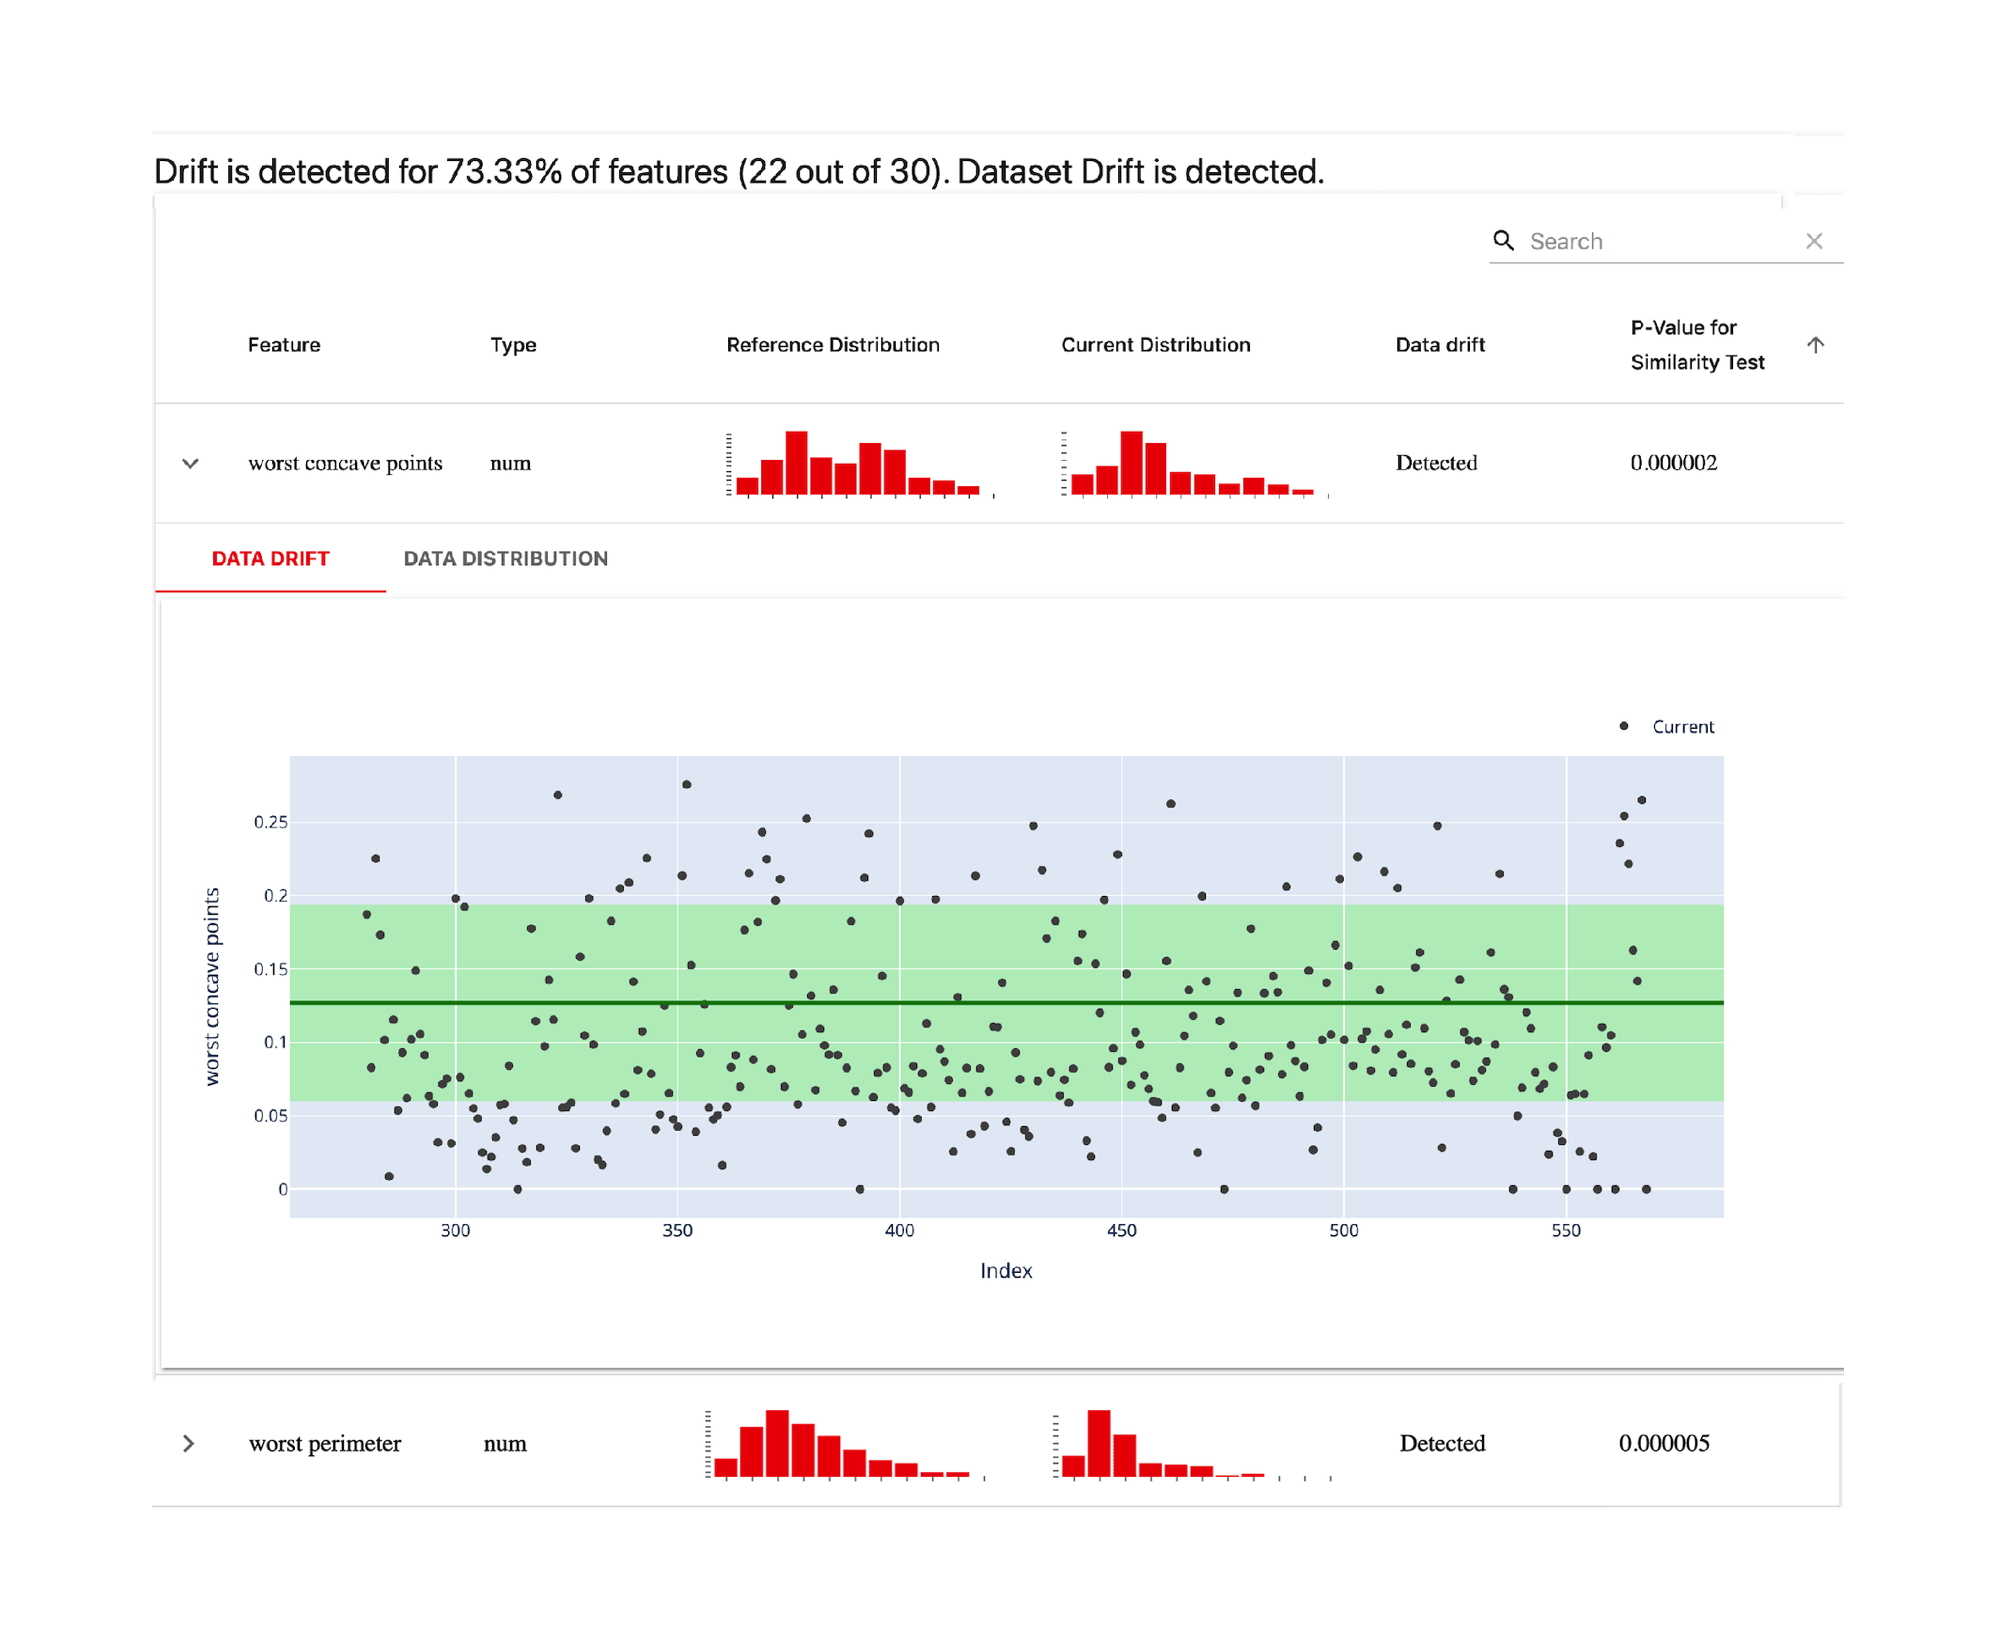 Drift is detected for 73.33% of features (22 out of 30). Dataset Drift is detected.
Search
Feature Type Reference Distribution Current Distribution Data drift P-Value for Similarity Test
worst concave points num Detected 0.000002
DATA DRIFT DATA DISTRIBUTION
Current
worst concave points
0.25
0.2
0.15
0.1
0.05
0
300 350 400 450 500 550
Index
worst perimeter num Detected 0.000005